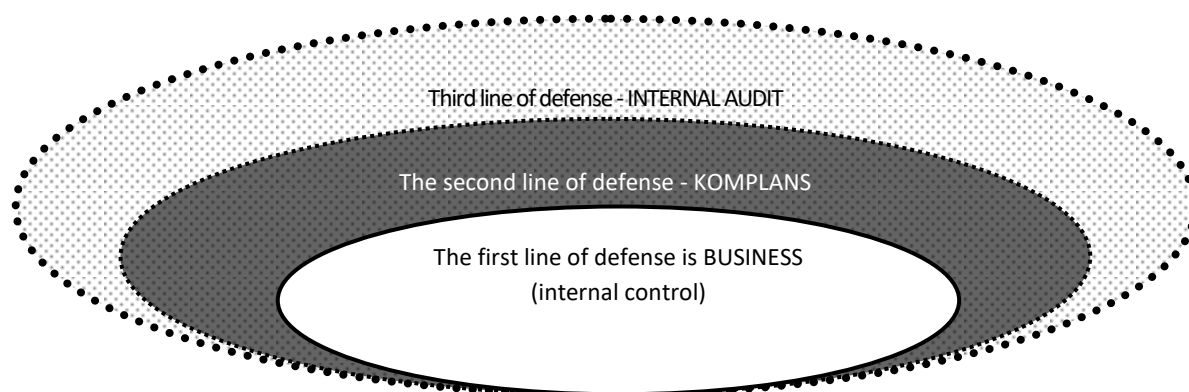 Third line of defense - INTERNAL AUDIT
The second line of defense - KOMPLANS
The first line of defense is BUSINESS
(internal control)